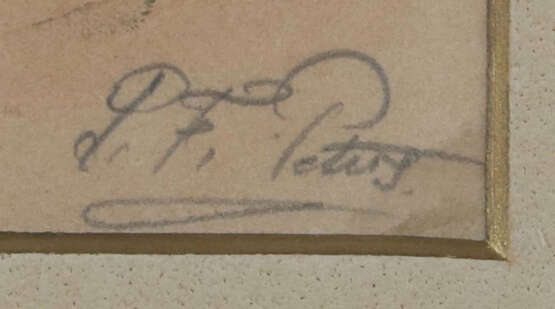 P. F. Peters.